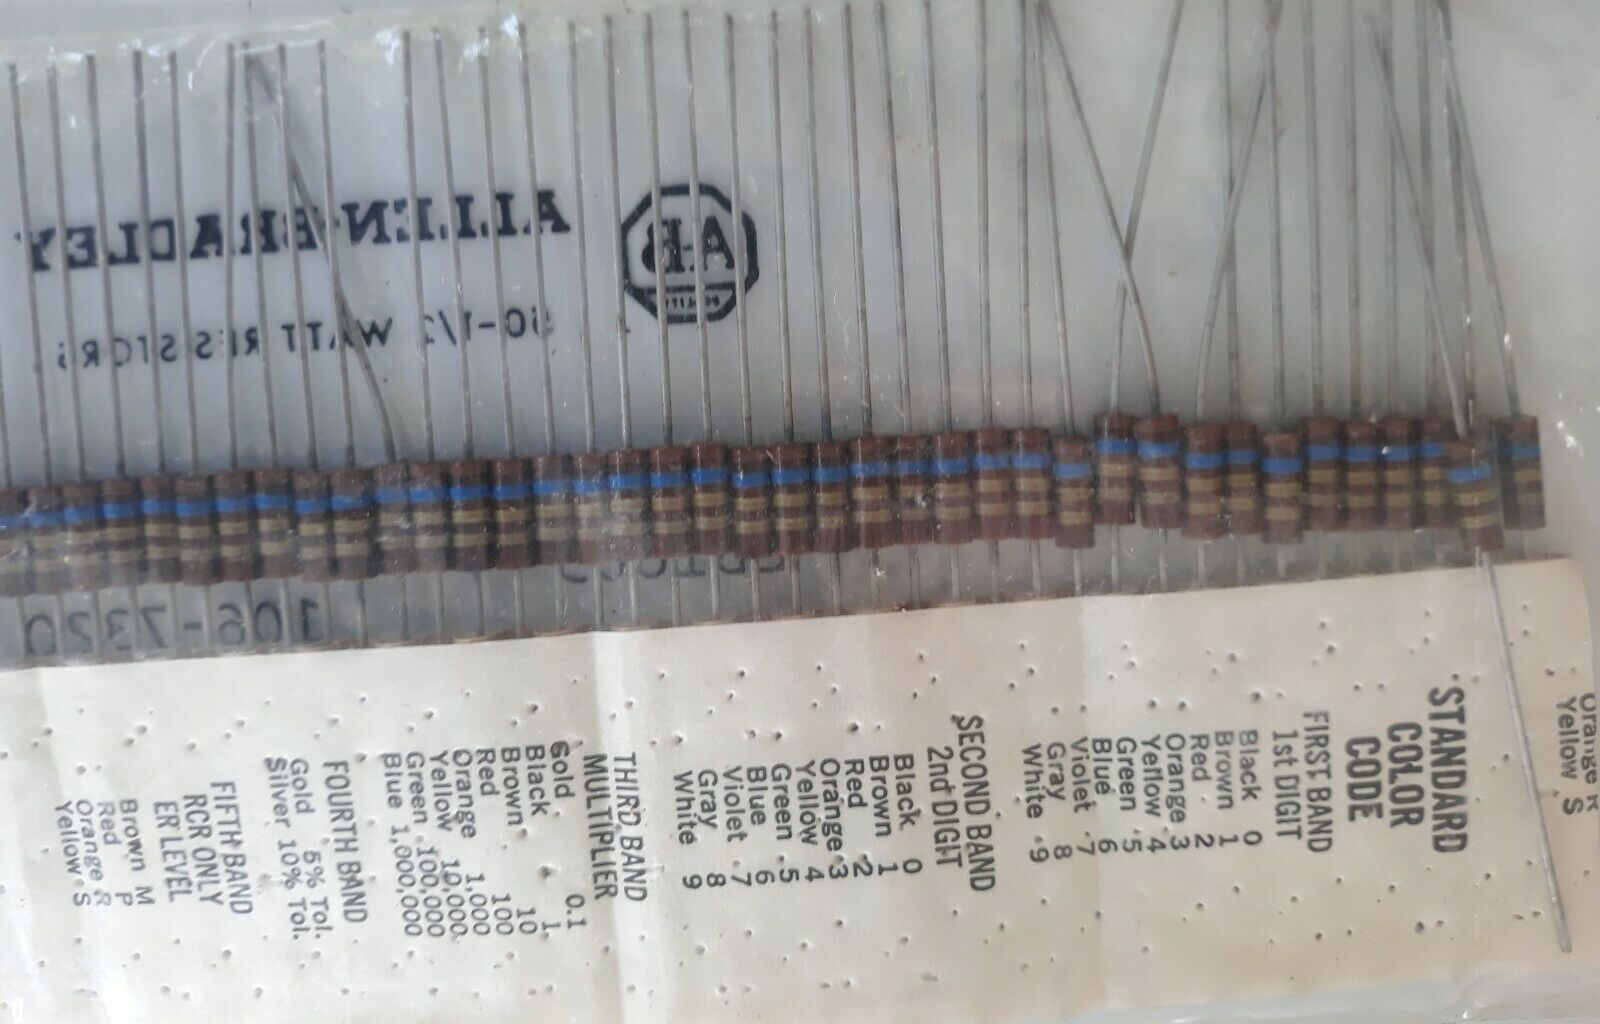 ALLEN-BRADLEY
A-B
QUALITY
50-1/2 WATT RESISTORS
106-7320
STANDARD
COLOR
CODE
FIRST BAND
1st DIGIT
Black 0
Brown 1
Red 2
Orange 3
Yellow 4
Green 5
Blue 6
Violet 7
Gray 8
White 9
SECOND BAND
2nd DIGIT
Black 0
Brown 1
Red 2
Orange 3
Yellow 4
Green 5
Blue 6
Violet 7
Gray 8
White 9
THIRD BAND
MULTIPLIER
Gold 0.1
Black 1
Brown 10
Red 100
Orange 1,000
Yellow 10,000
Green 100,000
Blue 1,000,000
FOURTH BAND
Gold 5% Tol.
Silver 10% Tol.
FIFTH BAND
RCR ONLY
ER LEVEL
Brown M
Red P
Orange R
Yellow S
Orange R
Yellow S